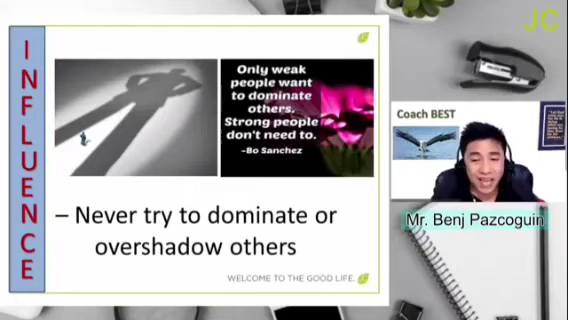 JC
INFLUENCE
Only weak
people want
to dominate
others.
Strong people
don't need to.
~Bo Sanchez
– Never try to dominate or
overshadow others
WELCOME TO THE GOOD LIFE.
Coach BEST
Mr. Benj Pazcoguin